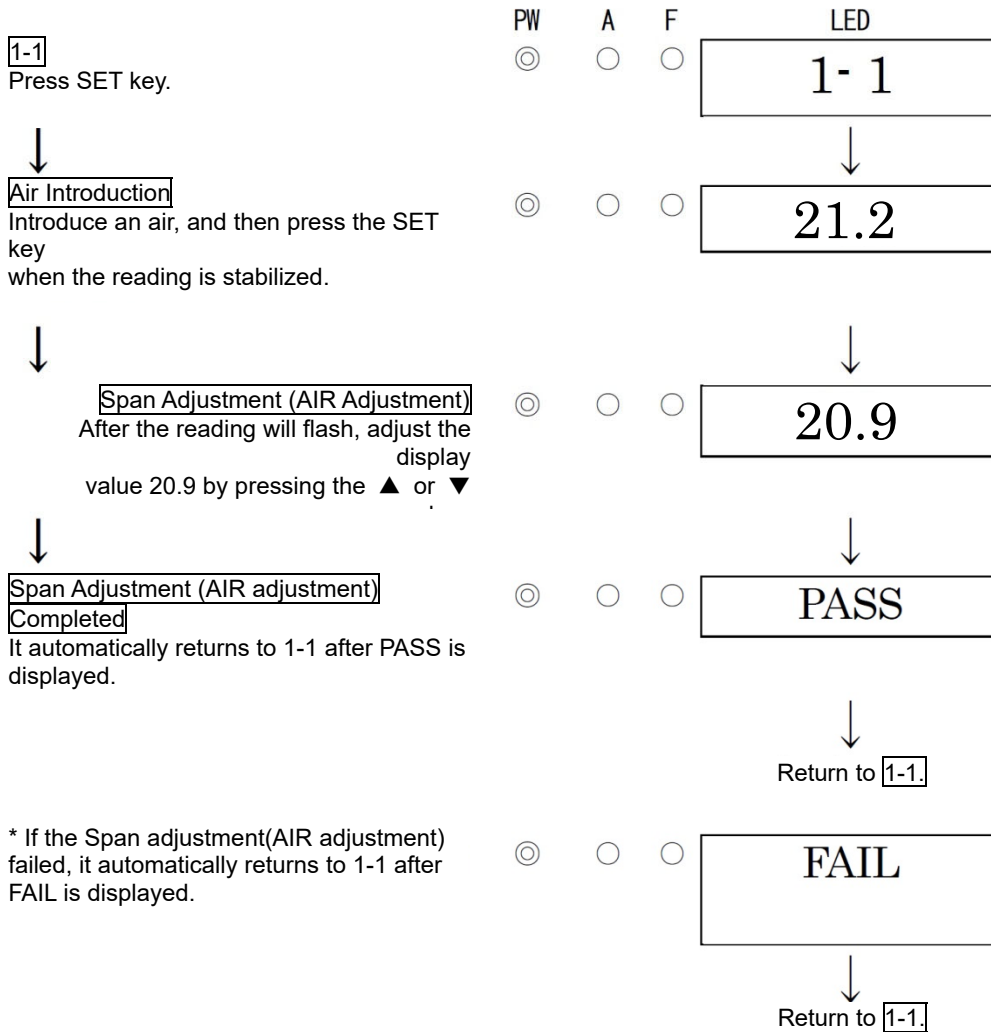 PW A F LED
1-1
Press SET key.
1- 1
Air Introduction
Introduce an air, and then press the SET
key
when the reading is stabilized.
21.2
Span Adjustment (AIR Adjustment)
After the reading will flash, adjust the
display
value 20.9 by pressing the ▲ or ▼
20.9
Span Adjustment (AIR adjustment)
Completed
It automatically returns to 1-1 after PASS is
displayed.
PASS
Return to 1-1.
* If the Span adjustment(AIR adjustment)
failed, it automatically returns to 1-1 after
FAIL is displayed.
FAIL
Return to 1-1.